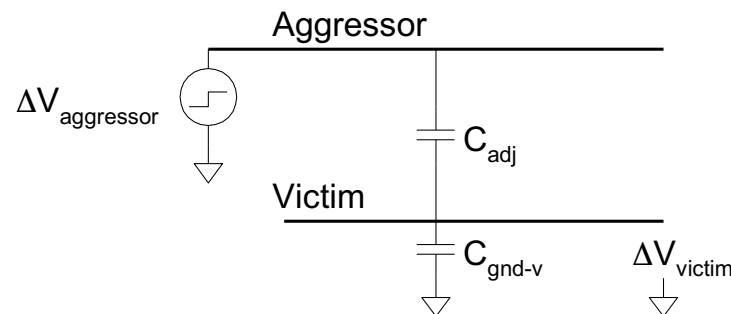 Aggressor
ΔVaggressor
Cadj
Victim
Cgnd-v
ΔVvictim